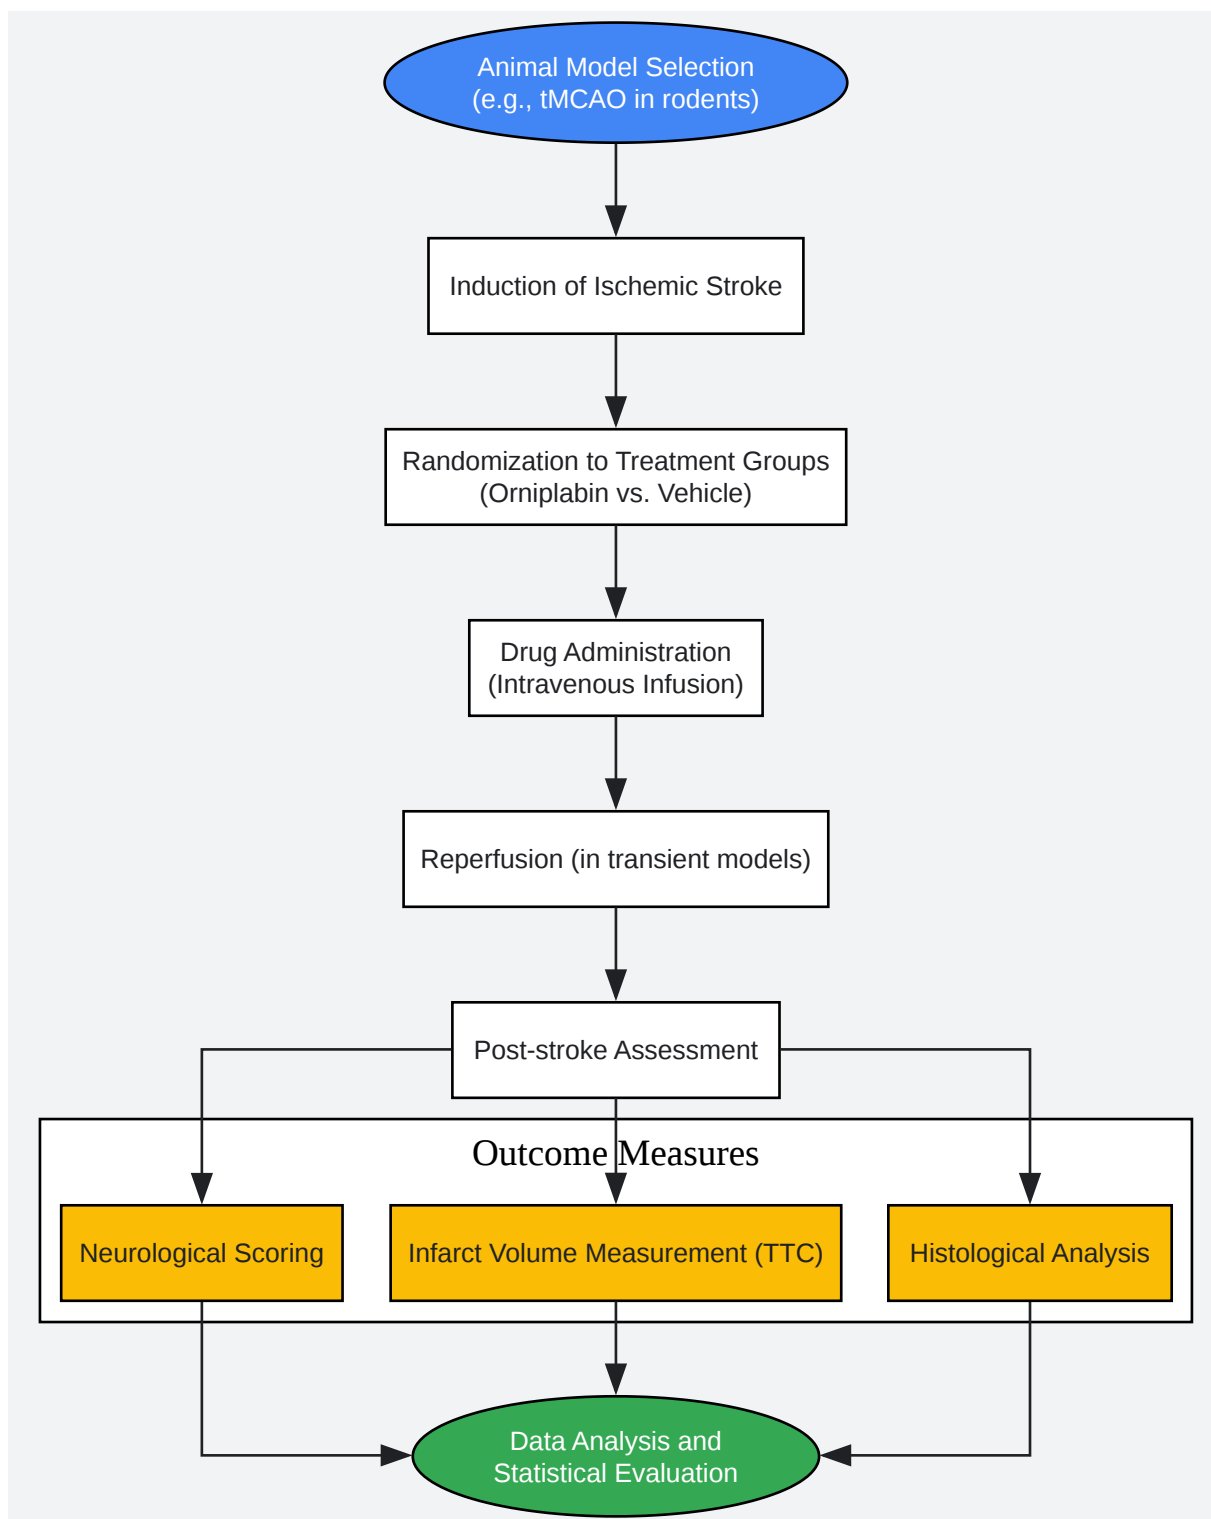 Animal Model Selection
(e.g., tMCAO in rodents)
Induction of Ischemic Stroke
Randomization to Treatment Groups
(Orniplabin vs. Vehicle)
Drug Administration
(Intravenous Infusion)
Reperfusion (in transient models)
Post-stroke Assessment
Outcome Measures
Neurological Scoring
Infarct Volume Measurement (TTC)
Histological Analysis
Data Analysis and
Statistical Evaluation